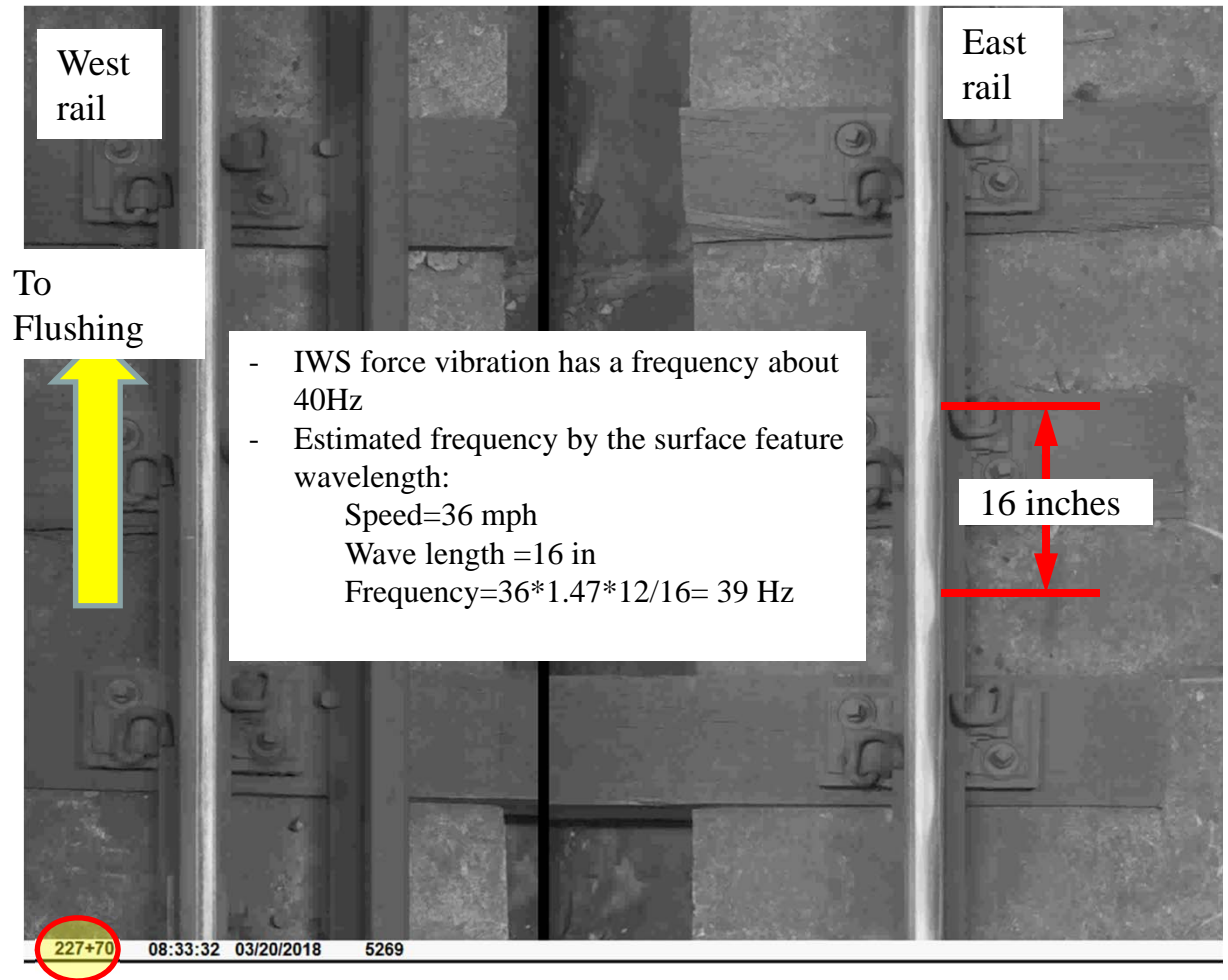 West
rail
East
rail
To
Flushing
- IWS force vibration has a frequency about
40Hz
- Estimated frequency by the surface feature
wavelength:
Speed=36 mph
Wave length =16 in
Frequency=36*1.47*12/16= 39 Hz
16 inches
227+70 08:33:32 03/20/2018 5269